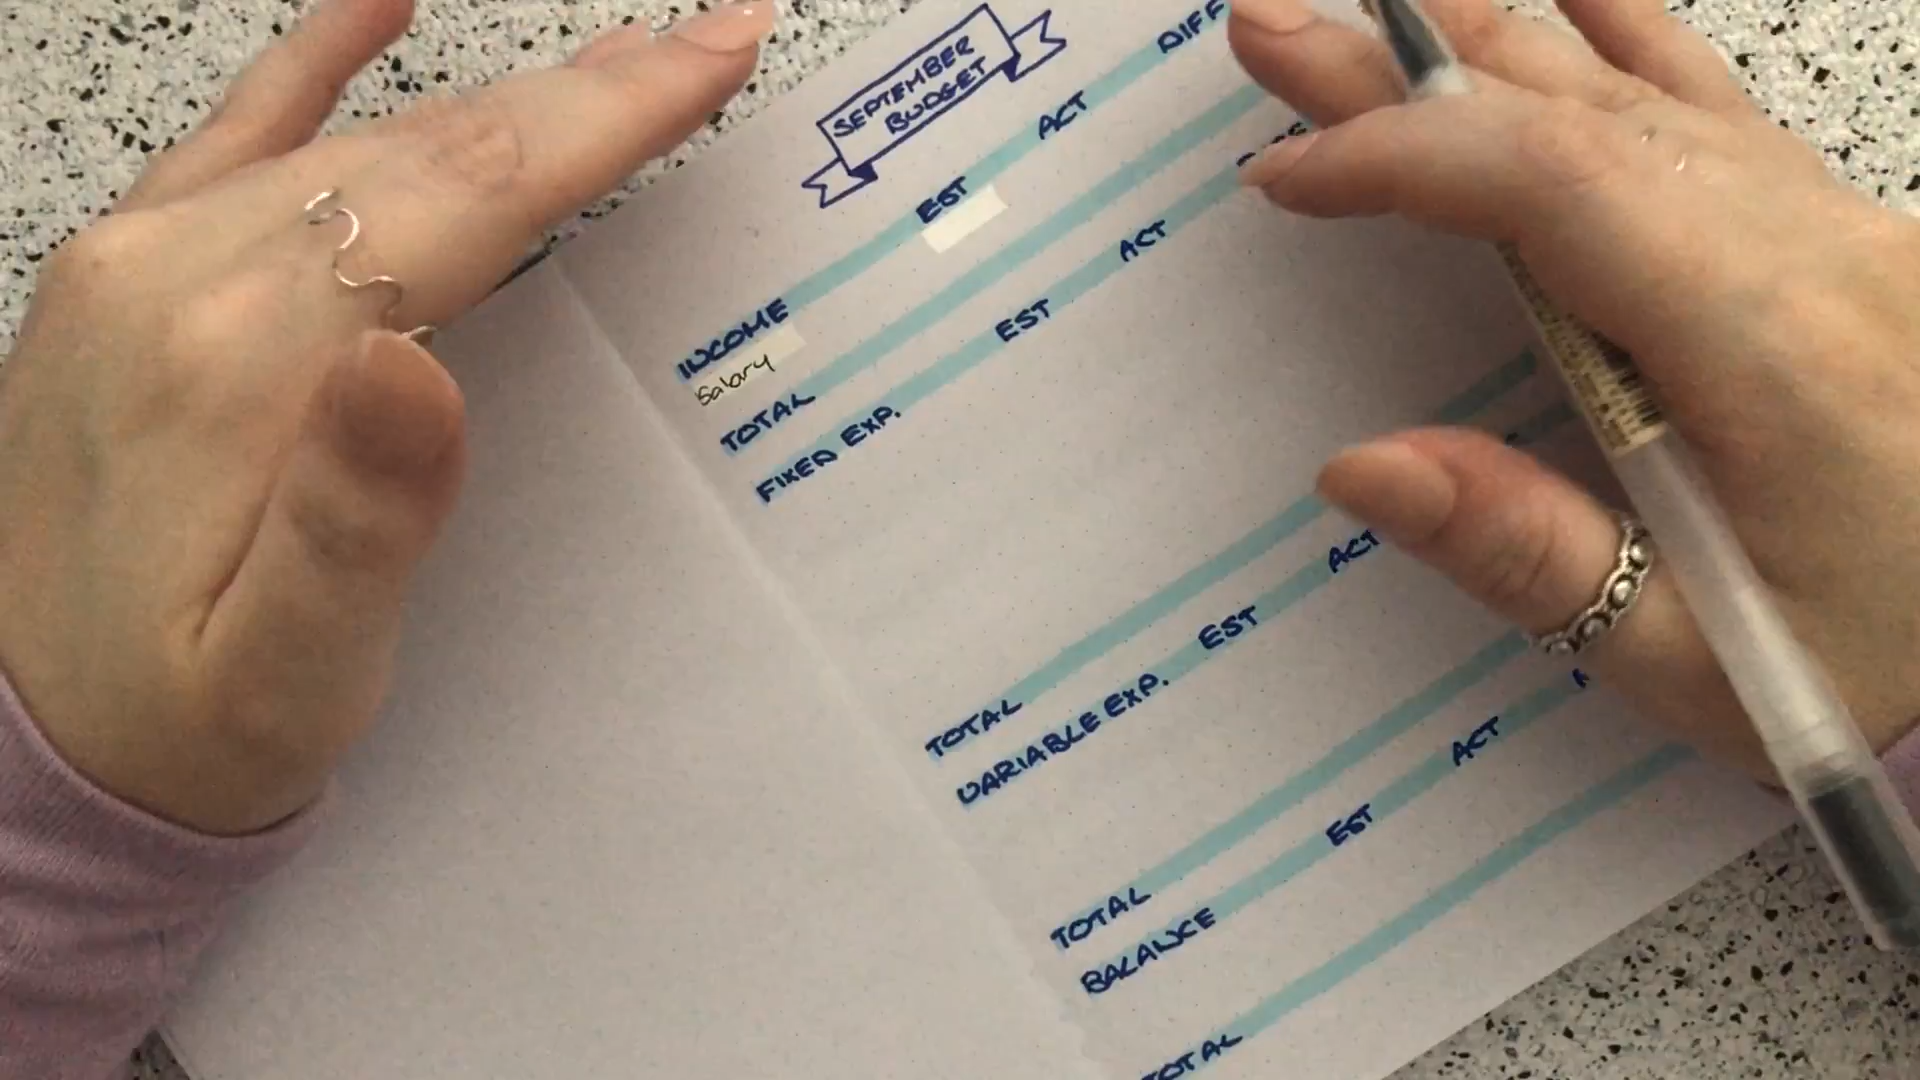 SEPTEMBER
BUDGET
INCOME EST ACT DIFF
Salary
TOTAL
FIXED EXP. EST ACT
TOTAL
VARIABLE EXP. EST ACT
TOTAL
BALANCE EST ACT
TOTAL